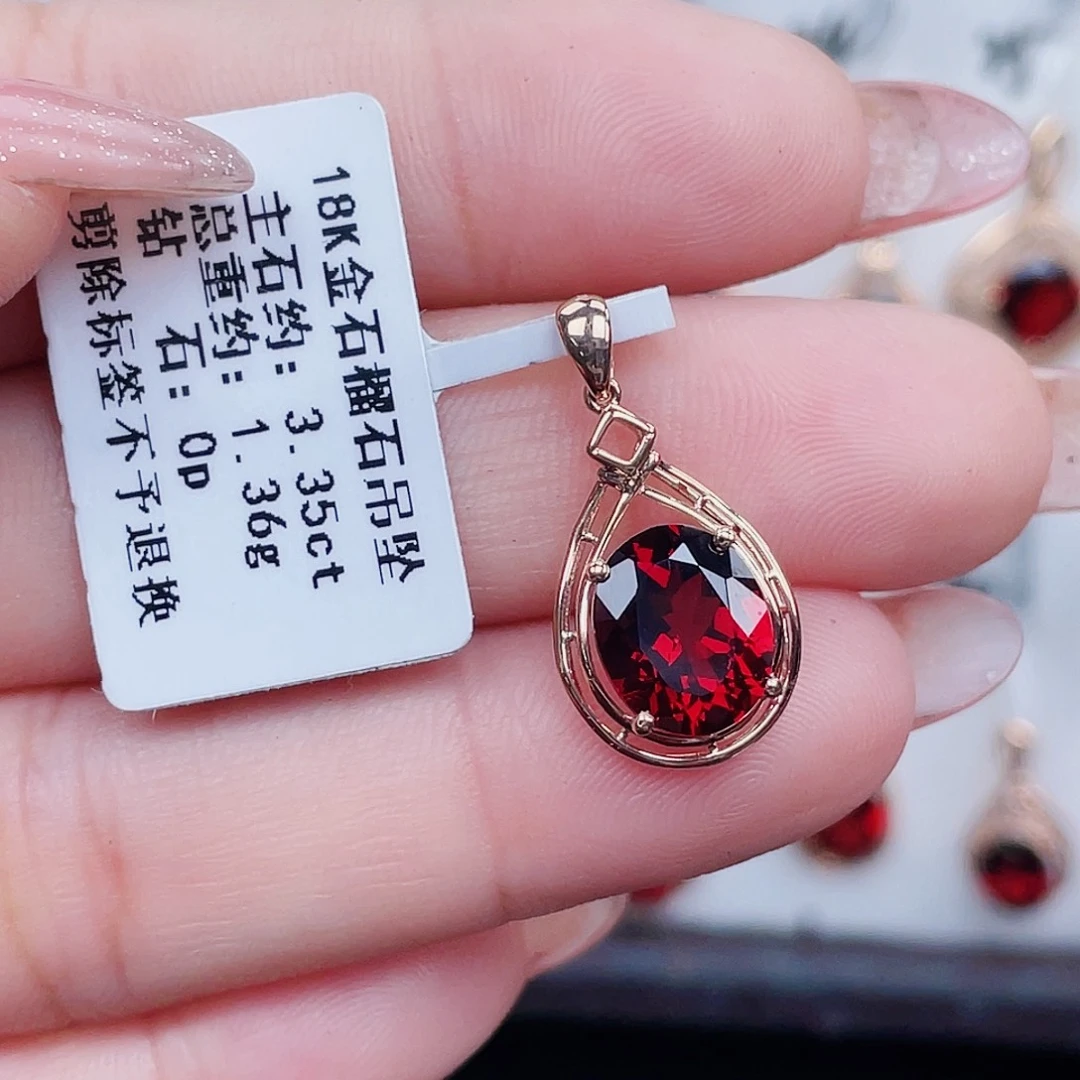 18K金石榴石吊坠
主石约: 3.35ct
总重约: 1.36g
钻 石: 0p
剪除标签不予退换